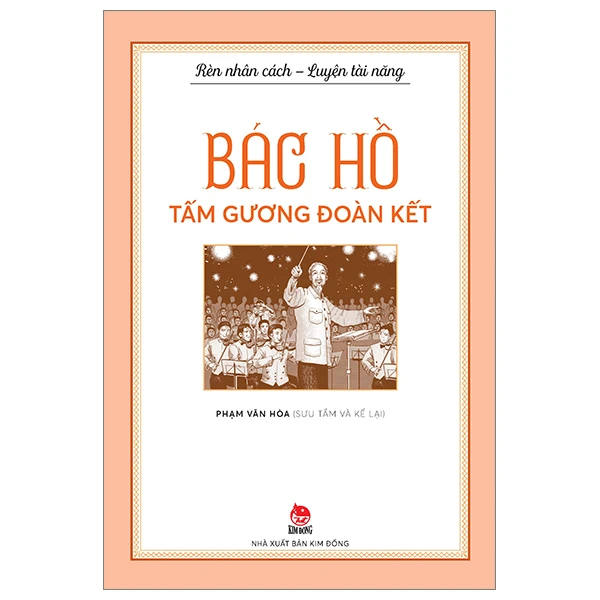 Rèn nhân cách – Luyện tài năng
BÁC HỒ
TẤM GƯƠNG ĐOÀN KẾT
PHẠM VĂN HÒA (SƯU TẦM VÀ KỂ LẠI)
KIM ĐỒNG
NHÀ XUẤT BẢN KIM ĐỒNG